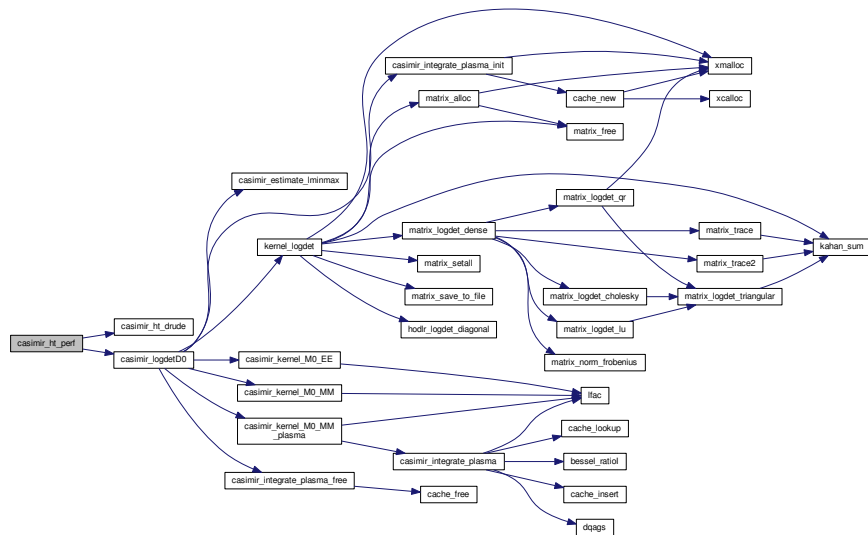 casimir_ht_perf
casimir_ht_drude
casimir_logdetD0
casimir_estimate_lminmax
kernel_logdet
casimir_kernel_M0_EE
casimir_kernel_M0_MM
casimir_kernel_M0_MM
_plasma
casimir_integrate_plasma_free
casimir_integrate_plasma_init
matrix_alloc
matrix_logdet_dense
matrix_setall
matrix_save_to_file
hodlr_logdet_diagonal
casimir_integrate_plasma
cache_free
cache_new
matrix_free
matrix_logdet_qr
matrix_logdet_cholesky
matrix_logdet_lu
matrix_norm_frobenius
lfac
cache_lookup
bessel_ratioI
cache_insert
dqags
xmalloc
xcalloc
matrix_trace
matrix_trace2
matrix_logdet_triangular
kahan_sum